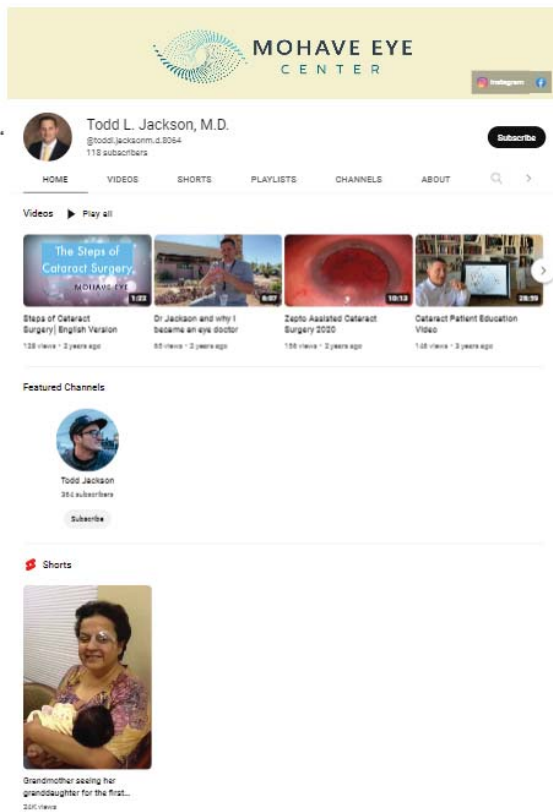 MOHAVE EYE
CENTER
Instagram
Todd L. Jackson, M.D.
@toddl.jacksonm.d.8064
118 subscribers
Subscribe
HOME VIDEOS SHORTS PLAYLISTS CHANNELS ABOUT
Videos Play all
The Steps of
Cataract Surgery,
MOHAVE EYE
1:22
6:07
10:13
28:59
Steps of Cataract
Surgery| English Version
128 views • 2 years ago
Dr Jackson and why I
became an eye doctor
65 views • 2 years ago
Zepto Assisted Cataract
Surgery 2020
156 views • 2 years ago
Cataract Patient Education
Video
148 views • 3 years ago
Featured Channels
Todd Jackson
subscribers
Subscribe
Shorts
Grandmother seeing her
granddaughter for the first...
views